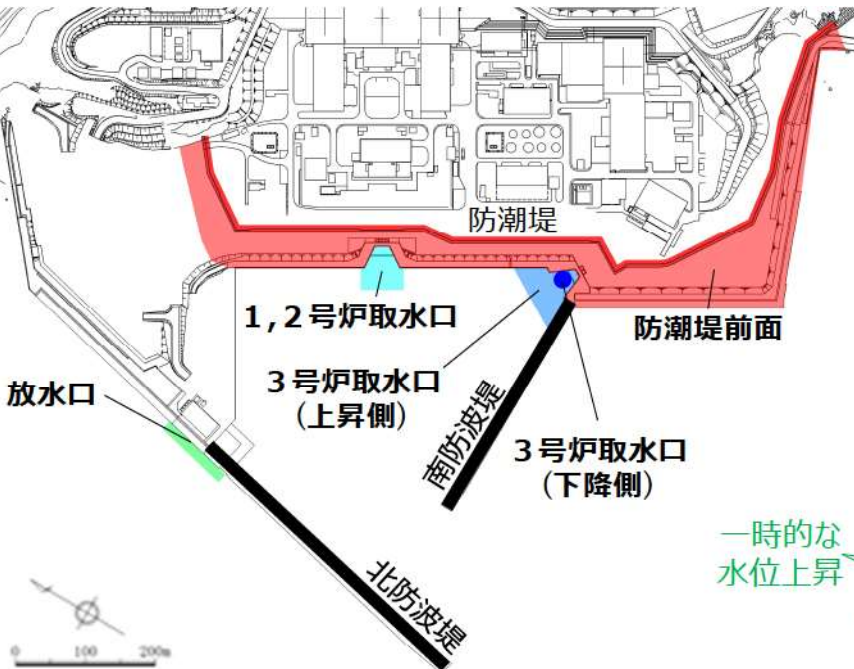 防潮堤
1,2号炉取水口
防潮堤前面
3号炉取水口
(上昇側)
放水口
南防波堤
3号炉取水口
(下降側)
一時的な
水位上昇
北防波堤
0 100 200m